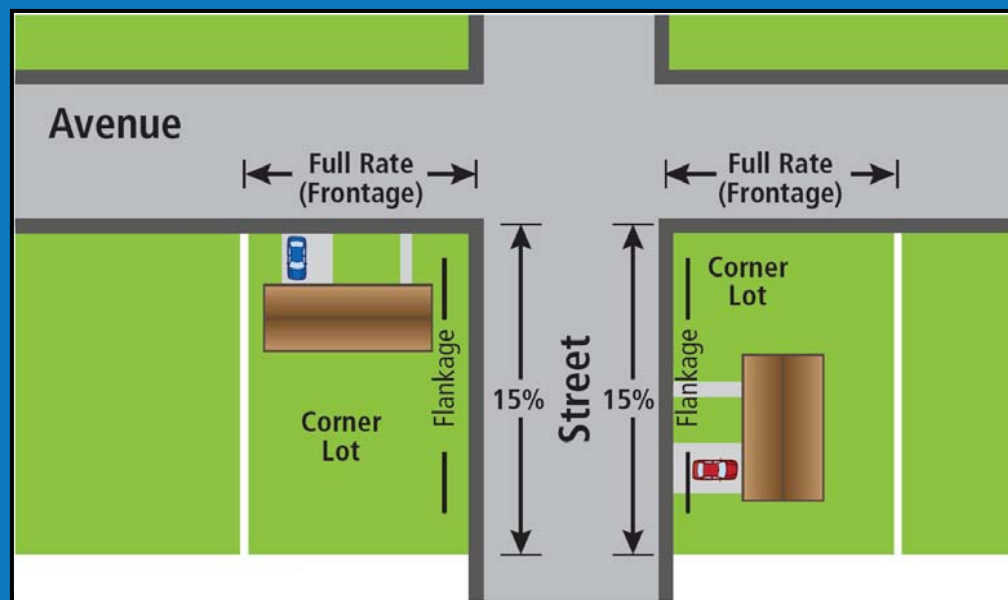 Avenue
Full Rate
(Frontage)
Full Rate
(Frontage)
Corner
Lot
Flankage
15%
Street
15%
Flankage
Corner
Lot